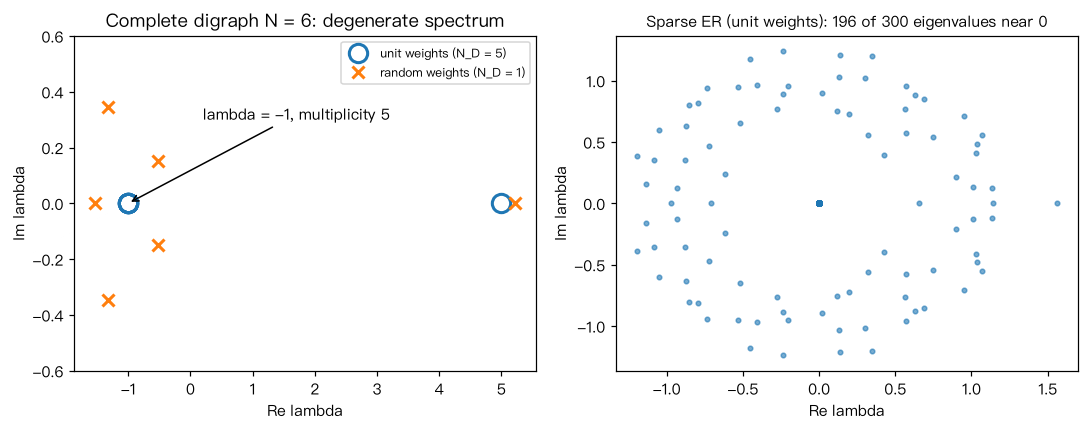 Complete digraph N = 6: degenerate spectrum
unit weights (N_D = 5)
random weights (N_D = 1)
lambda = −1, multiplicity 5
Im lambda
0.6
0.4
0.2
0.0
−0.2
−0.4
−0.6
−1
0
1
2
3
4
5
Re lambda
Sparse ER (unit weights): 196 of 300 eigenvalues near 0
Im lambda
1.0
0.5
0.0
−0.5
−1.0
−1.0
−0.5
0.0
0.5
1.0
1.5
Re lambda